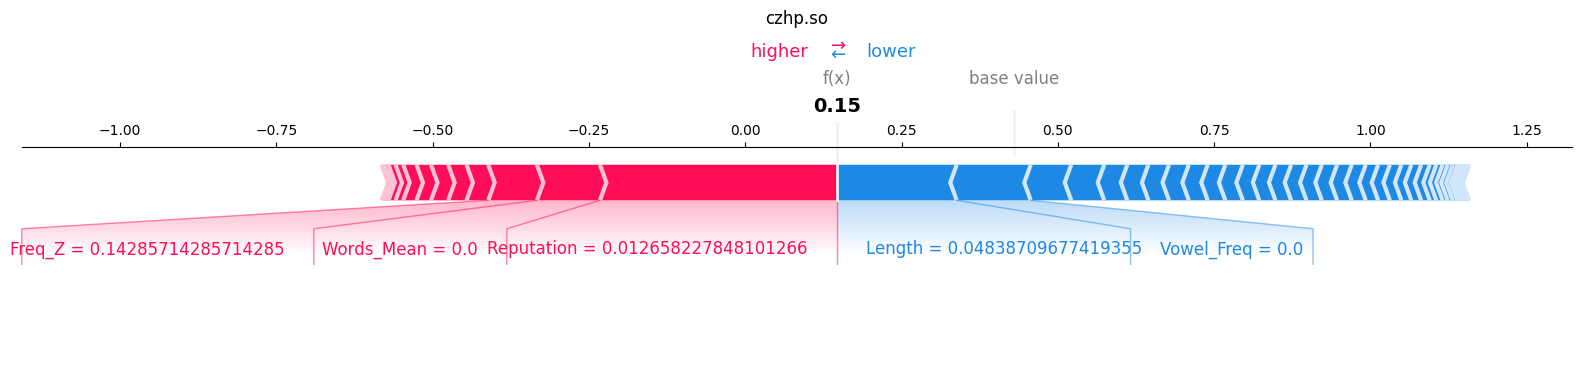 czhp.so
higher → ← lower
f(x) base value
0.15
−1.00 −0.75 −0.50 −0.25 0.00 0.25 0.50 0.75 1.00 1.25
Freq_Z = 0.14285714285714285 Words_Mean = 0.0 Reputation = 0.012658227848101266 Length = 0.04838709677419355 Vowel_Freq = 0.0